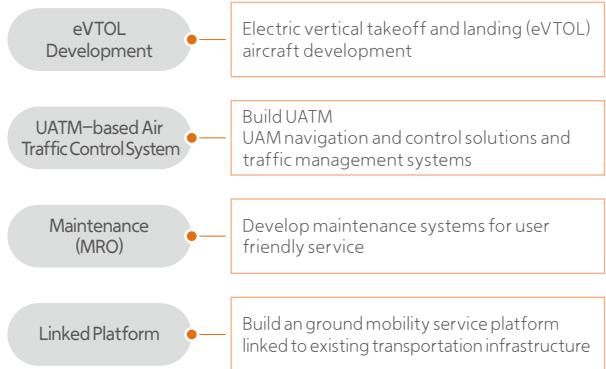 eVTOL
Development
Electric vertical takeoff and landing (eVTOL)
aircraft development
UATM-based Air
Traffic Control System
Build UATM
UAM navigation and control solutions and
traffic management systems
Maintenance
(MRO)
Develop maintenance systems for user
friendly service
Linked Platform
Build an ground mobility service platform
linked to existing transportation infrastructure